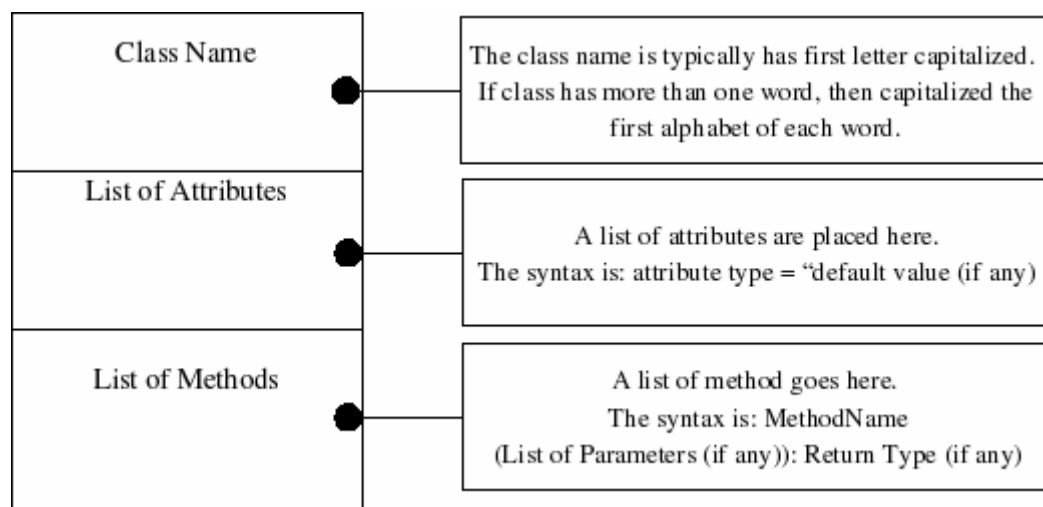 Class Name
The class name is typically has first letter capitalized.
If class has more than one word, then capitalized the
first alphabet of each word.
List of Attributes
A list of attributes are placed here.
The syntax is: attribute type = “default value (if any)
List of Methods
A list of method goes here.
The syntax is: MethodName
(List of Parameters (if any)): Return Type (if any)